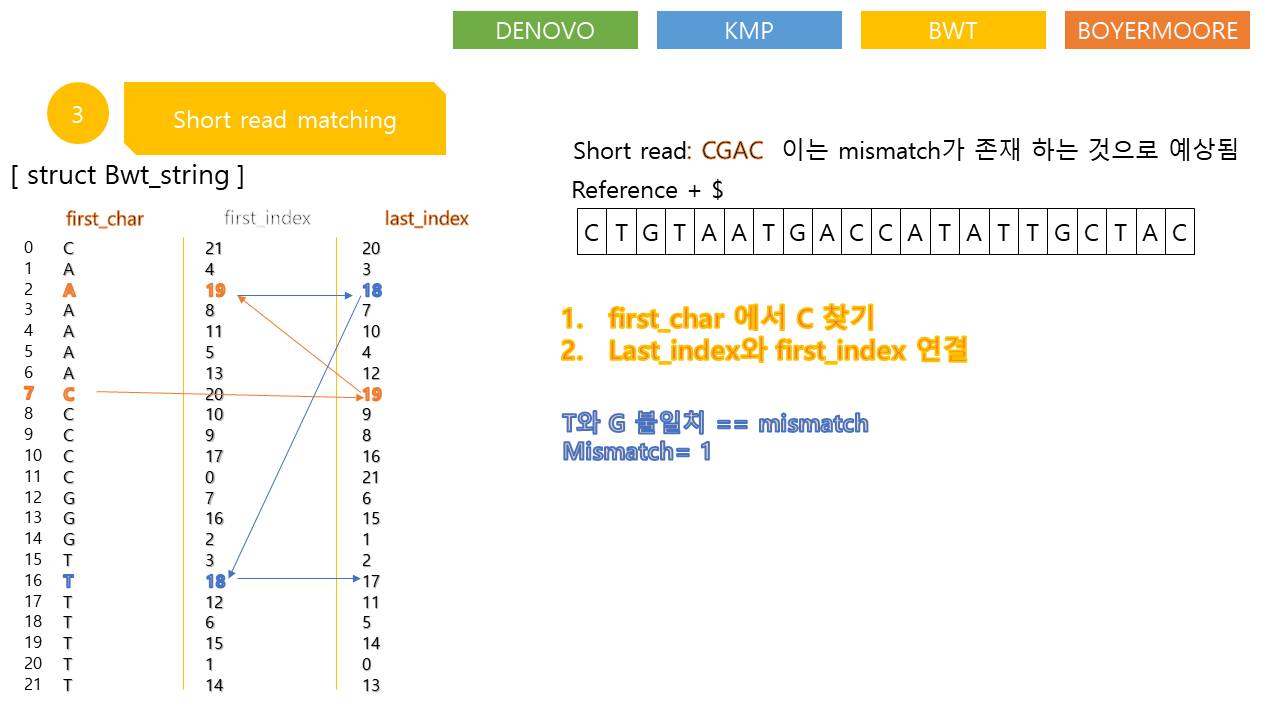 DENOVO KMP BWT BOYERMOORE
3 Short read matching
[ struct Bwt_string ]
first_char first_index last_index
0 C 21 20
1 A 4 3
2 A 19 18
3 A 8 7
4 A 11 10
5 A 5 4
6 A 13 12
7 C 20 19
8 C 10 9
9 C 9 8
10 C 17 16
11 C 0 21
12 G 7 6
13 G 16 15
14 G 2 1
15 T 3 2
16 T 18 17
17 T 12 11
18 T 6 5
19 T 15 14
20 T 1 0
21 T 14 13
Short read: CGAC 이는 mismatch가 존재 하는 것으로 예상됨
Reference + $
C T G T A A T G A C C A T A T T G C T A C
1. first_char 에서 C 찾기
2. Last_index와 first_index 연결
T와 G 불일치 == mismatch
Mismatch= 1